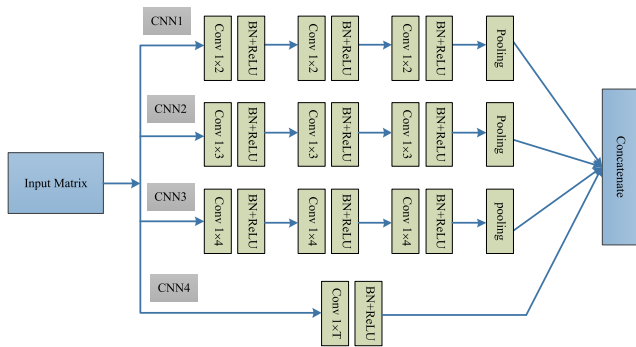 CNN1
Conv 1×2
BN+ReLU
Conv 1×2
BN+ReLU
Conv 1×2
BN+ReLU
Pooling
CNN2
Conv 1×3
BN+ReLU
Conv 1×3
BN+ReLU
Conv 1×3
BN+ReLU
Pooling
Input Matrix
Concatenate
CNN3
Conv 1×4
BN+ReLU
Conv 1×4
BN+ReLU
Conv 1×4
BN+ReLU
pooling
CNN4
Conv 1×T
BN+ReLU